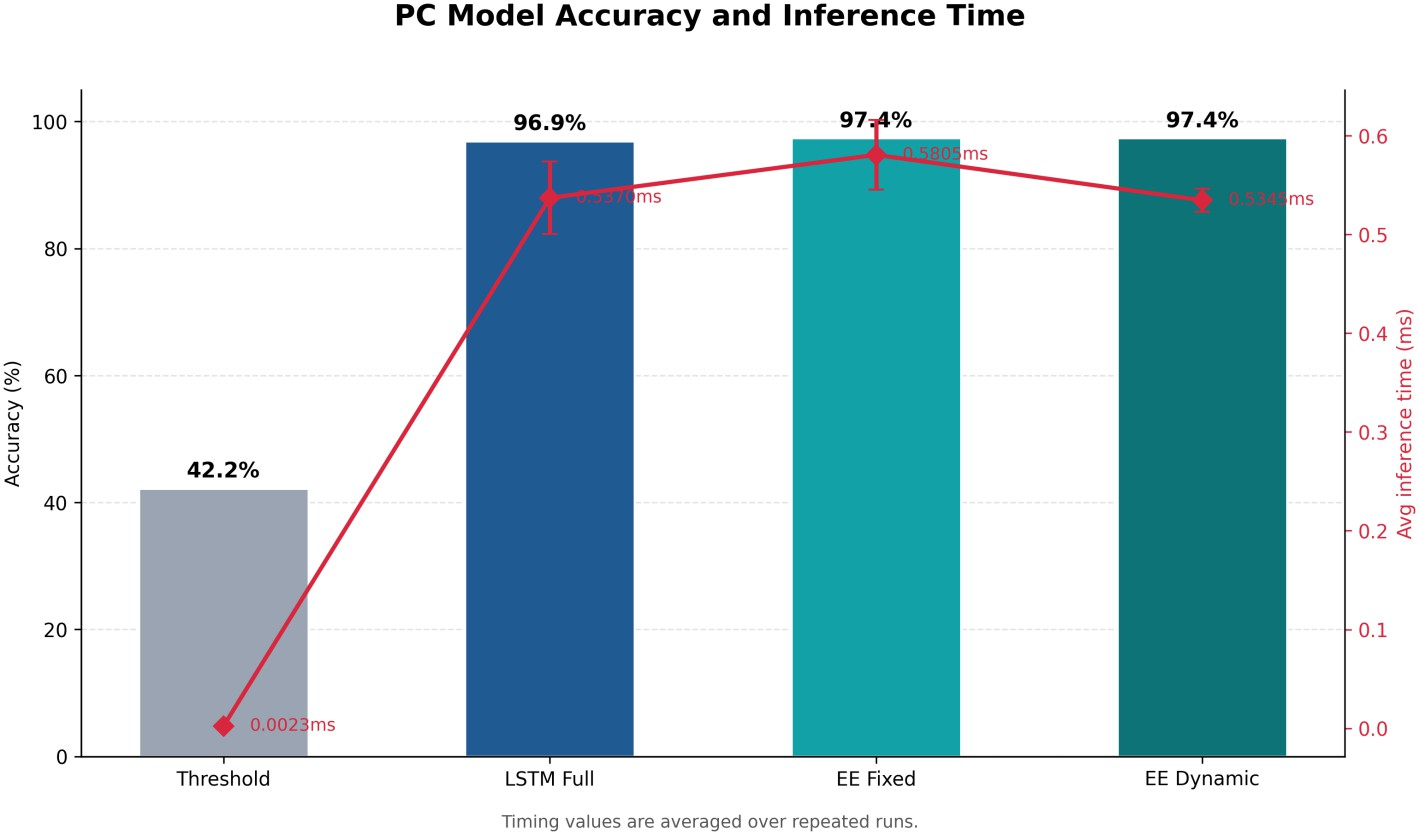 PC Model Accuracy and Inference Time
Accuracy (%)
100
80
60
40
20
0
42.2%
96.9%
97.4%
97.4%
0.0023ms
0.5370ms
0.5805ms
0.5345ms
0.6
0.5
0.4
0.3
0.2
0.1
0.0
Avg inference time (ms)
Threshold
LSTM Full
EE Fixed
EE Dynamic
Timing values are averaged over repeated runs.